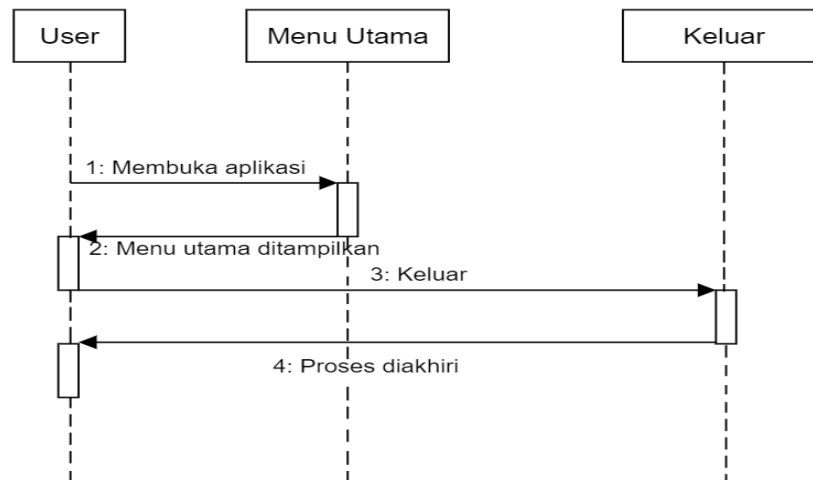 User
Menu Utama
Keluar
1: Membuka aplikasi
2: Menu utama ditampilkan
3: Keluar
4: Proses diakhiri